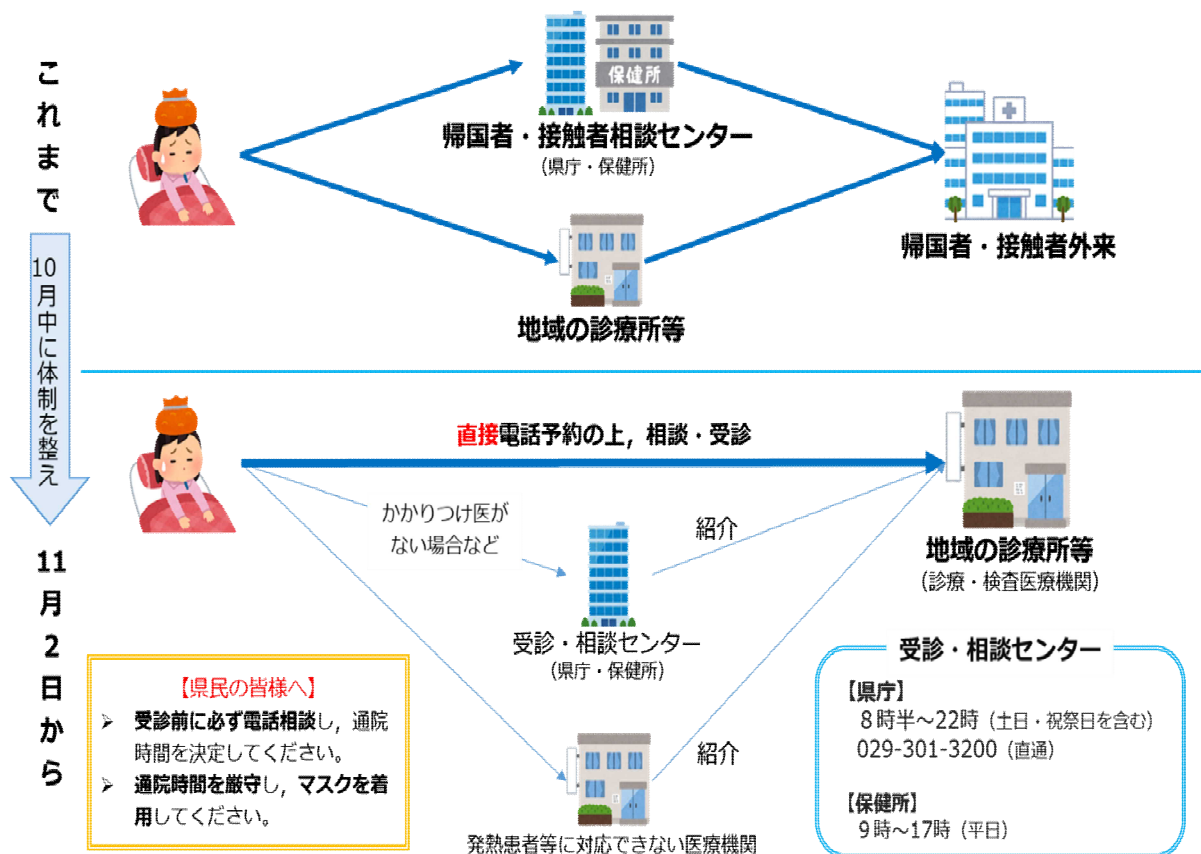 これまで
保健所
帰国者・接触者相談センター
(県庁・保健所)
帰国者・接触者外来
地域の診療所等
10月中に体制を整え
11月2日から
直接電話予約の上，相談・受診
かかりつけ医が
ない場合など
紹介
地域の診療所等
(診療・検査医療機関)
受診・相談センター
(県庁・保健所)
紹介
発熱患者等に対応できない医療機関
【県民の皆様へ】
➢ 受診前に必ず電話相談し，通院
時間を決定してください。
➢ 通院時間を厳守し，マスクを着
用してください。
受診・相談センター
【県庁】
8時半～22時 (土日・祝祭日を含む)
029-301-3200 (直通)
【保健所】
9時～17時 (平日)